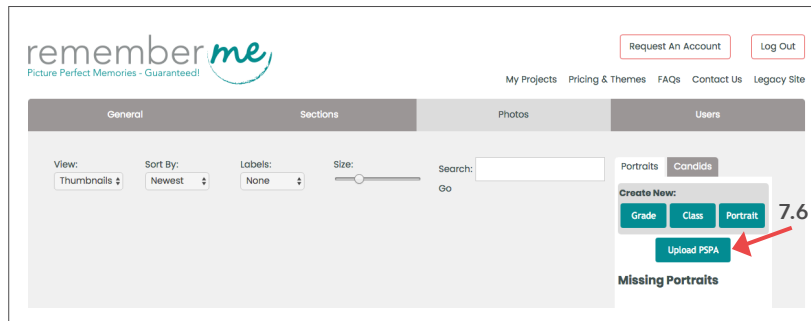 remember me
Picture Perfect Memories - Guaranteed!
Request An Account
Log Out
My Projects Pricing & Themes FAQs Contact Us Legacy Site
General Sections Photos Users
View: Sort By: Labels: Size:
Thumbnails Newest None
Search:
Go
Portraits Candids
Create New:
Grade Class Portrait
7.6
Upload PSPA
Missing Portraits